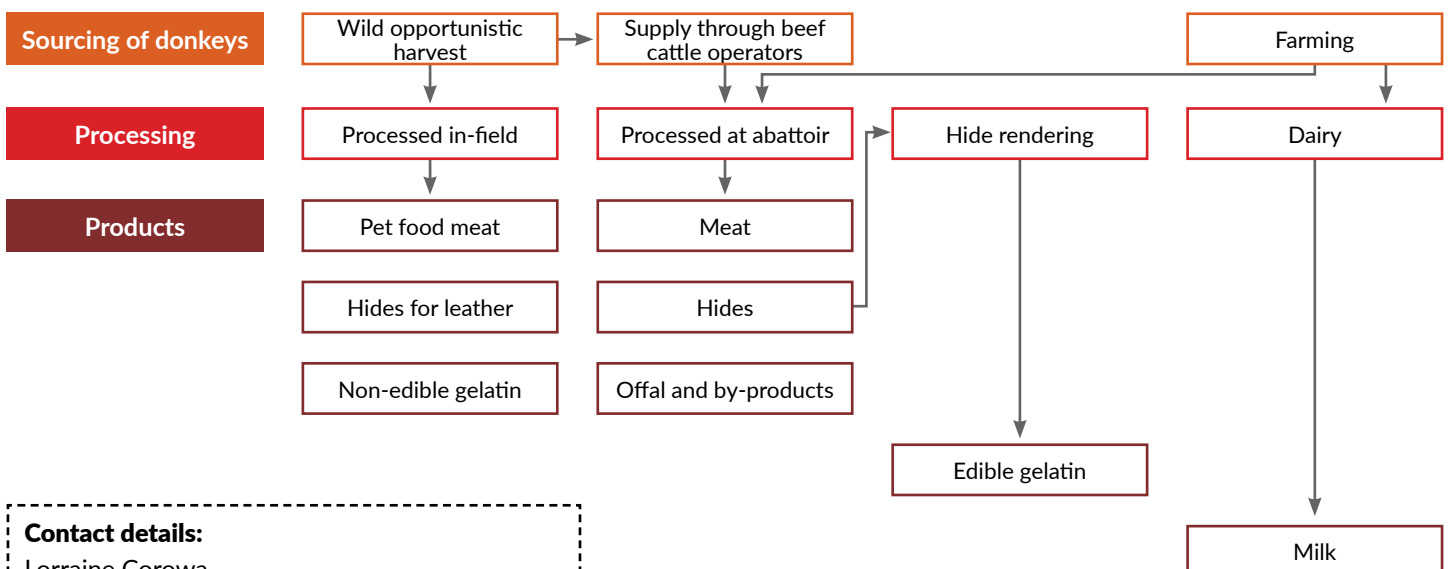 Sourcing of donkeys
Wild opportunistic
harvest
Supply through beef
cattle operators
Farming
Processing
Processed in-field
Processed at abattoir
Hide rendering
Dairy
Products
Pet food meat
Meat
Hides for leather
Hides
Non-edible gelatin
Offal and by-products
Edible gelatin
Contact details:
Lorraine Corowa
Milk